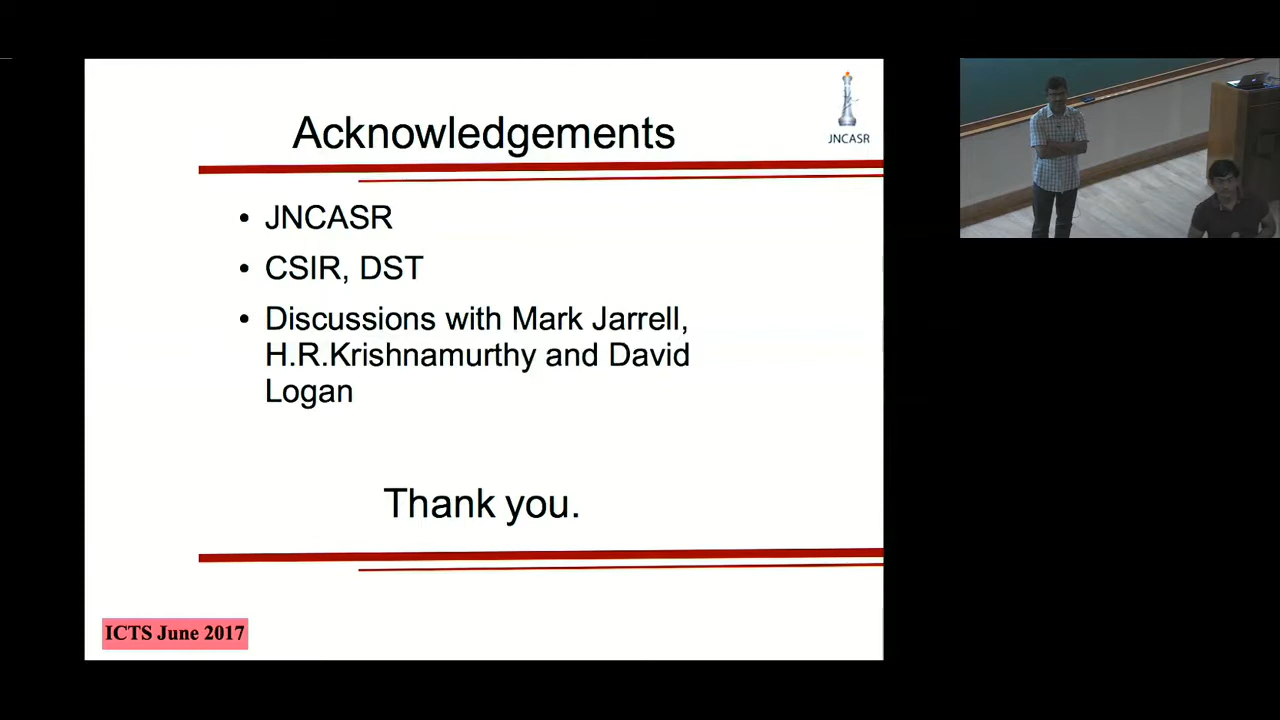 Acknowledgements
JNCASR
• JNCASR
• CSIR, DST
• Discussions with Mark Jarrell,
H.R.Krishnamurthy and David
Logan
Thank you.
ICTS June 2017